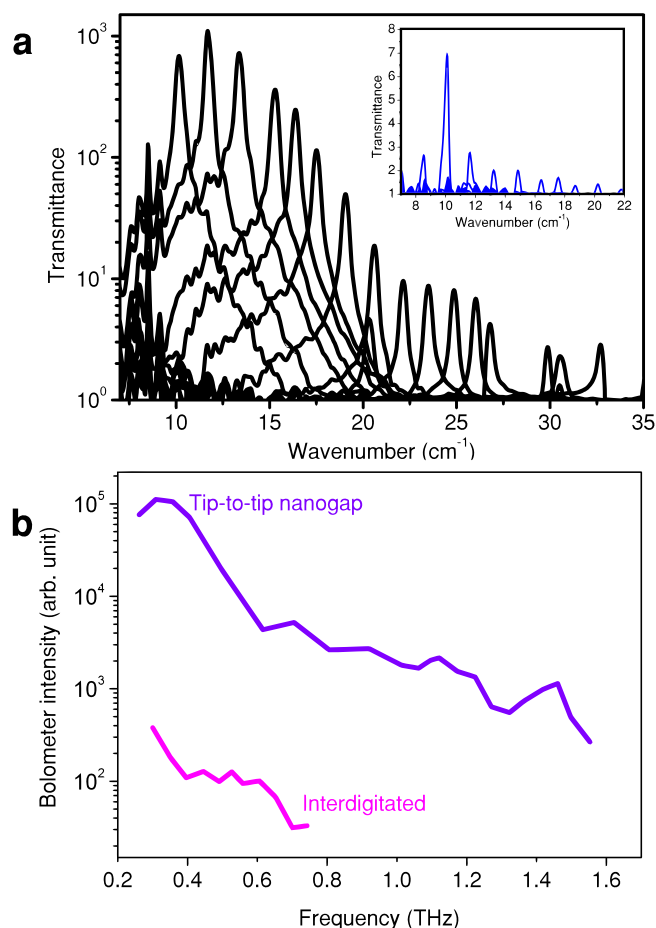 a
10³
10²
10¹
10⁰
Transmittance
10 15 20 25 30 35
Wavenumber (cm⁻¹)
8
7
6
5
4
3
2
1
Transmittance
8 10 12 14 16 18 20 22
Wavenumber (cm⁻¹)
b
10⁵
10⁴
10³
10²
Bolometer intensity (arb. unit)
Tip-to-tip nanogap
Interdigitated
0.2 0.4 0.6 0.8 1.0 1.2 1.4 1.6
Frequency (THz)